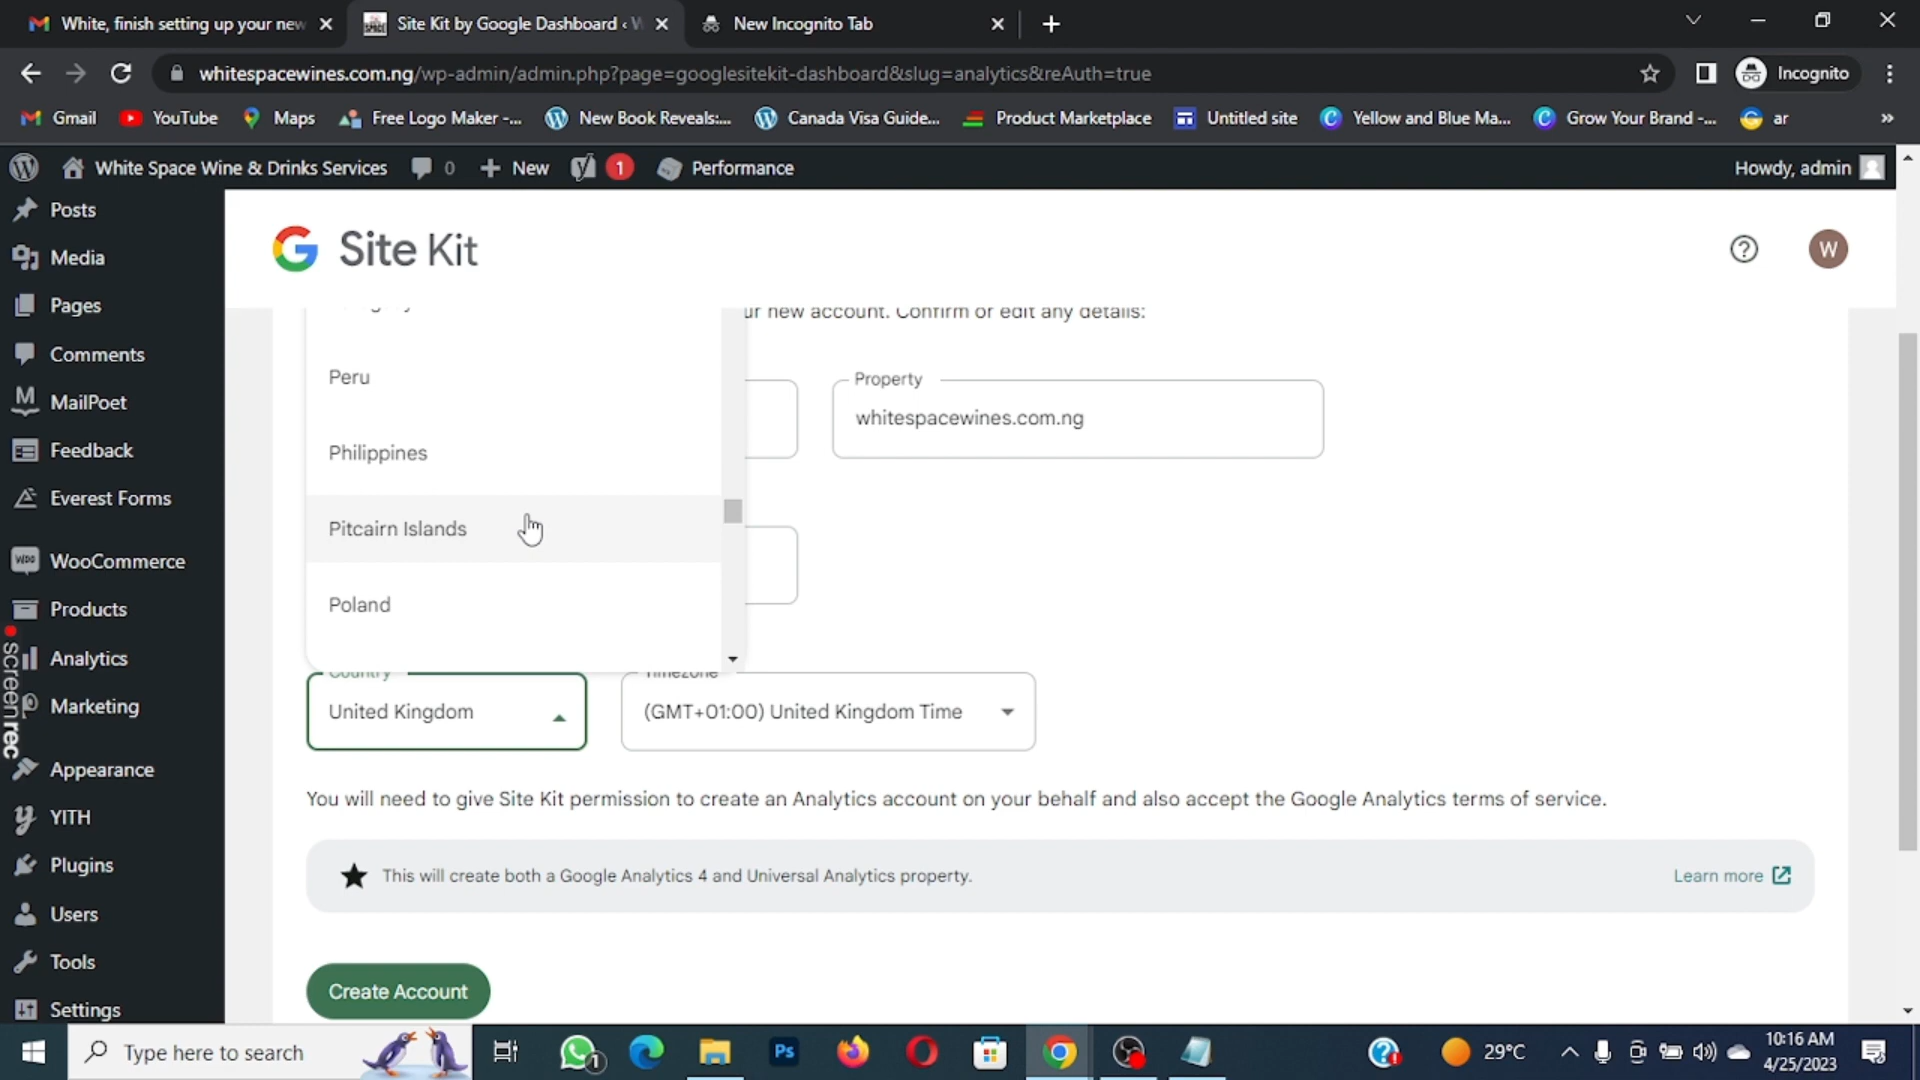 White, finish setting up your new
Site Kit by Google Dashboard ‹ W
New Incognito Tab
whitespacewines.com.ng/wp-admin/admin.php?page=googlesitekit-dashboard&slug=analytics&reAuth=true
Incognito
Gmail
YouTube
Maps
Free Logo Maker -...
New Book Reveals:...
Canada Visa Guide...
Product Marketplace
Untitled site
Yellow and Blue Ma...
Grow Your Brand -...
ar
»
White Space Wine & Drinks Services
0
New
1
Performance
Howdy, admin
Posts
Media
Pages
Comments
MailPoet
Feedback
Everest Forms
WooCommerce
Products
Analytics
Marketing
Appearance
YITH
Plugins
Users
Tools
Settings
screenrec
Site Kit
W
ur new account. Confirm or edit any details:
Peru
Philippines
Pitcairn Islands
Poland
Property
whitespacewines.com.ng
Country
United Kingdom
Timezone
(GMT+01:00) United Kingdom Time
You will need to give Site Kit permission to create an Analytics account on your behalf and also accept the Google Analytics terms of service.
This will create both a Google Analytics 4 and Universal Analytics property.
Learn more
Create Account
Type here to search
1
Ps
29°C
10:16 AM
4/25/2023